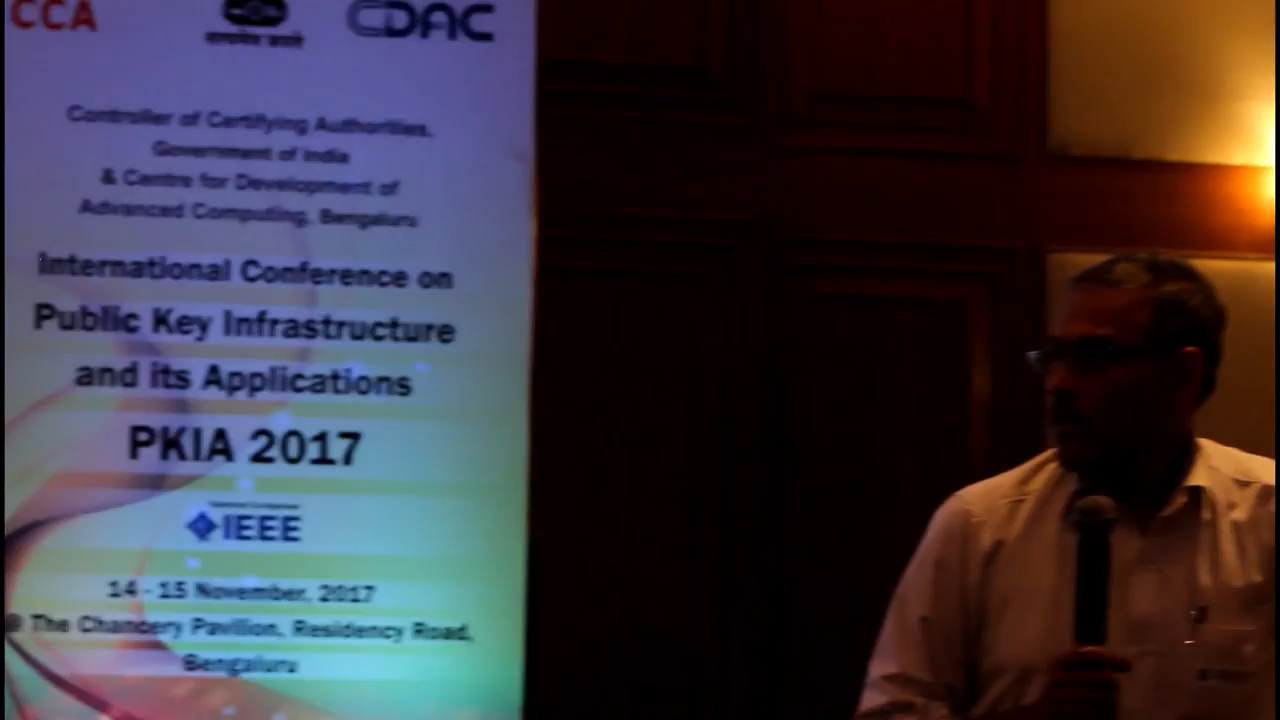 CCA
CDAC
Controller of Certifying Authorities,
Government of India
& Centre for Development of
Advanced Computing, Bengaluru
International Conference on
Public Key Infrastructure
and its Applications
PKIA 2017
IEEE
14 - 15 November, 2017
@ The Chancery Pavilion, Residency Road,
Bengaluru